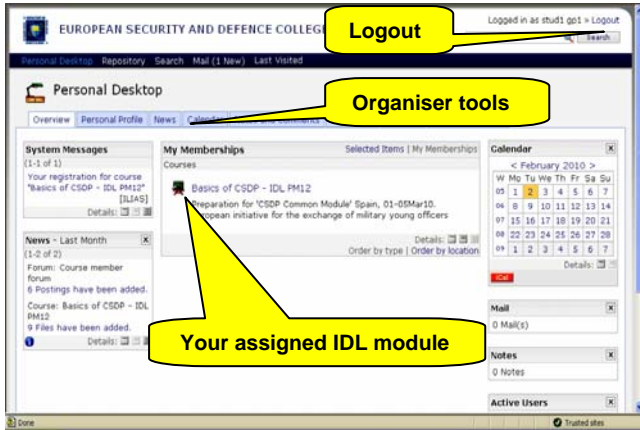 EUROPEAN SECURITY AND DEFENCE COLLEG
Logged in as stud1 gp1 » Logout
Search
Logout
Personal Desktop Repository Search Mail (1 New) Last Visited
Personal Desktop
Organiser tools
Overview Personal Profile News Calendar
System Messages
(1-1 of 1)
Your registration for course
"Basics of CSDP - IDL PM12"
[ILIAS]
Details:
News - Last Month
(1-2 of 2)
Forum: Course member
forum
6 Postings have been added.
Course: Basics of CSDP - IDL
PM12
9 Files have been added.
Details:
My Memberships
Selected Items | My Memberships
Courses
Basics of CSDP - IDL PM12
Preparation for 'CSDP Common Module' Spain, 01-05Mar10.
European initiative for the exchange of military young officers
Details:
Order by type | Order by location
Your assigned IDL module
Calendar
< February 2010 >
W Mo Tu We Th Fr Sa Su
05 1 2 3 4 5 6 7
06 8 9 10 11 12 13 14
07 15 16 17 18 19 20 21
08 22 23 24 25 26 27 28
09 1 2 3 4 5 6 7
Details:
iCal
Mail
0 Mail(s)
Notes
0 Notes
Active Users
Done
Trusted sites